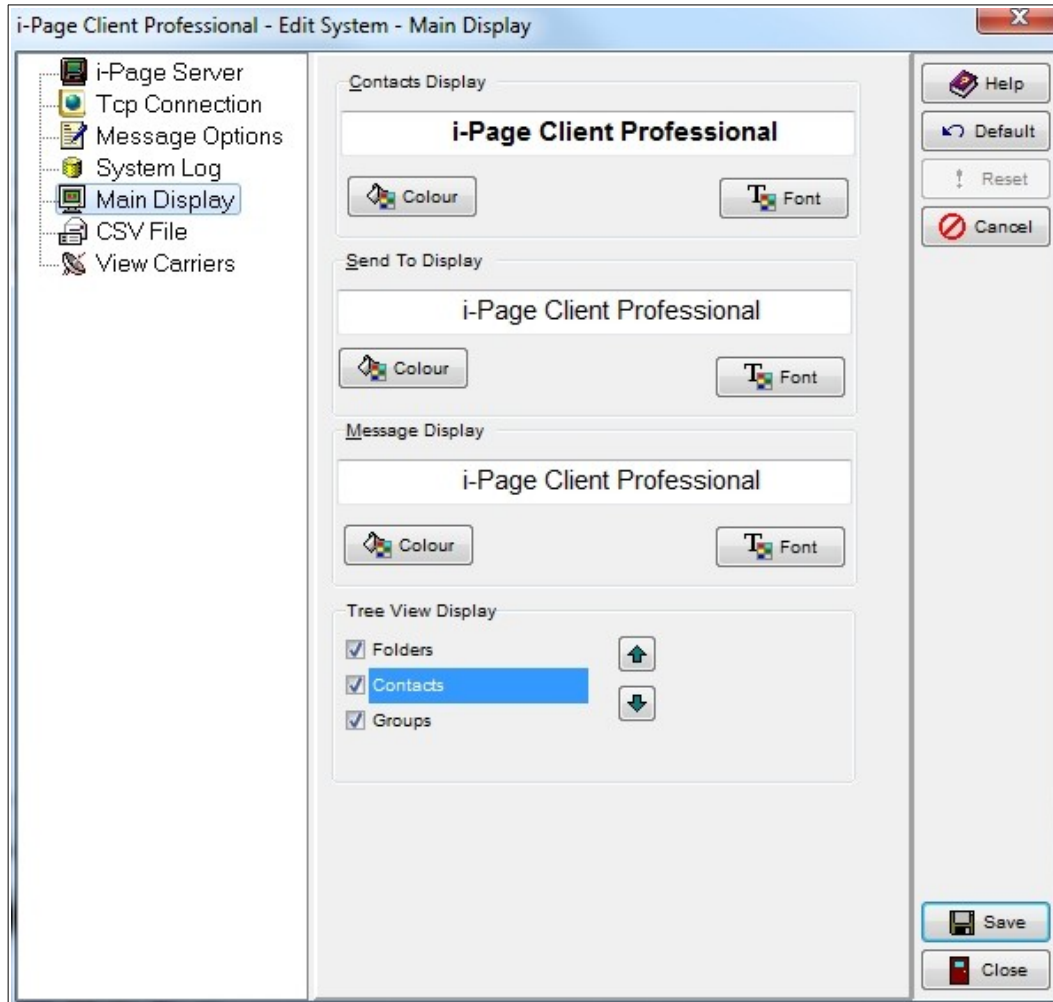 i-Page Client Professional - Edit System - Main Display
X
i-Page Server
Tcp Connection
Message Options
System Log
Main Display
CSV File
View Carriers
Contacts Display
i-Page Client Professional
Colour
Font
Send To Display
i-Page Client Professional
Colour
Font
Message Display
i-Page Client Professional
Colour
Font
Tree View Display
Folders
Contacts
Groups
Help
Default
Reset
Cancel
Save
Close